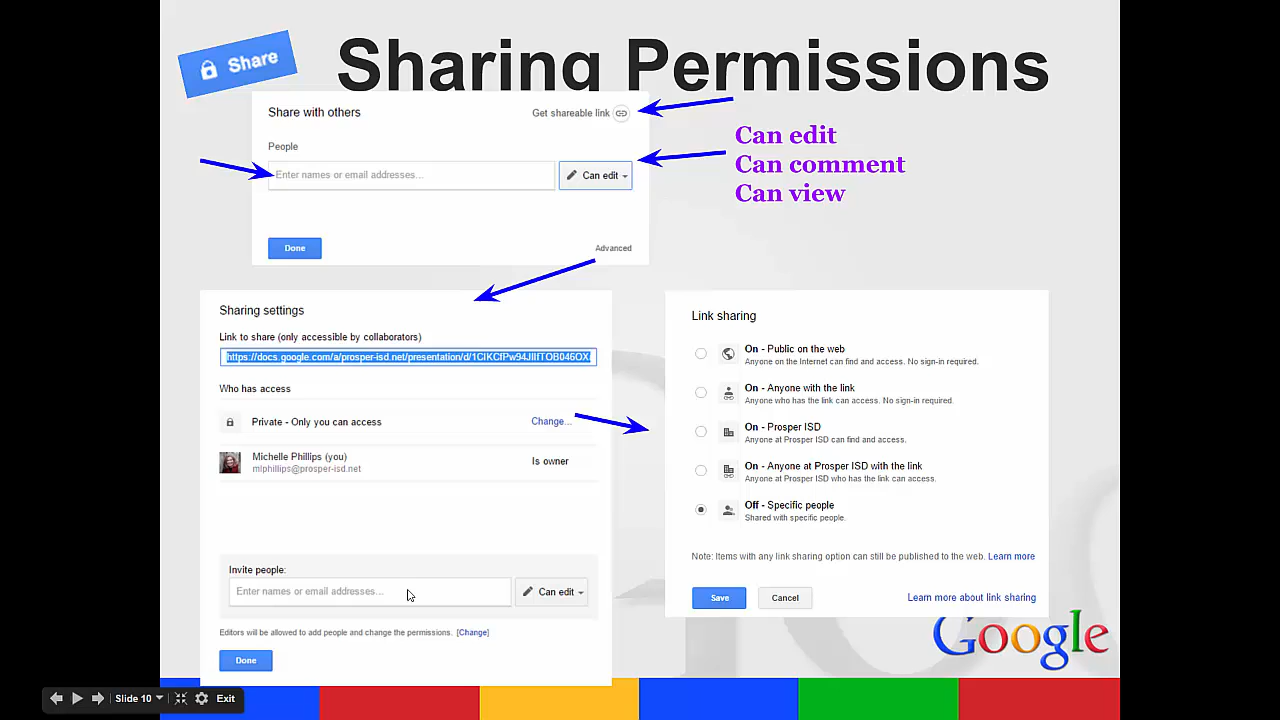 Share
Sharing Permissions
Share with others
Get shareable link
People
Enter names or email addresses...
Can edit
Can edit
Can comment
Can view
Done
Advanced
Sharing settings
Link to share (only accessible by collaborators)
Who has access
Private - Only you can access
Change...
Michelle Phillips (you)
mlphillips@prosper-isd.net
Is owner
Invite people:
Enter names or email addresses...
Can edit
Editors will be allowed to add people and change the permissions. [Change]
Done
Link sharing
On - Public on the web
Anyone on the Internet can find and access. No sign-in required.
On - Anyone with the link
Anyone who has the link can access. No sign-in required.
On - Prosper ISD
Anyone at Prosper ISD can find and access.
On - Anyone at Prosper ISD with the link
Anyone at Prosper ISD who has the link can access.
Off - Specific people
Shared with specific people.
Note: Items with any link sharing option can still be published to the web. Learn more
Save
Cancel
Learn more about link sharing
Google
Slide 10
Exit